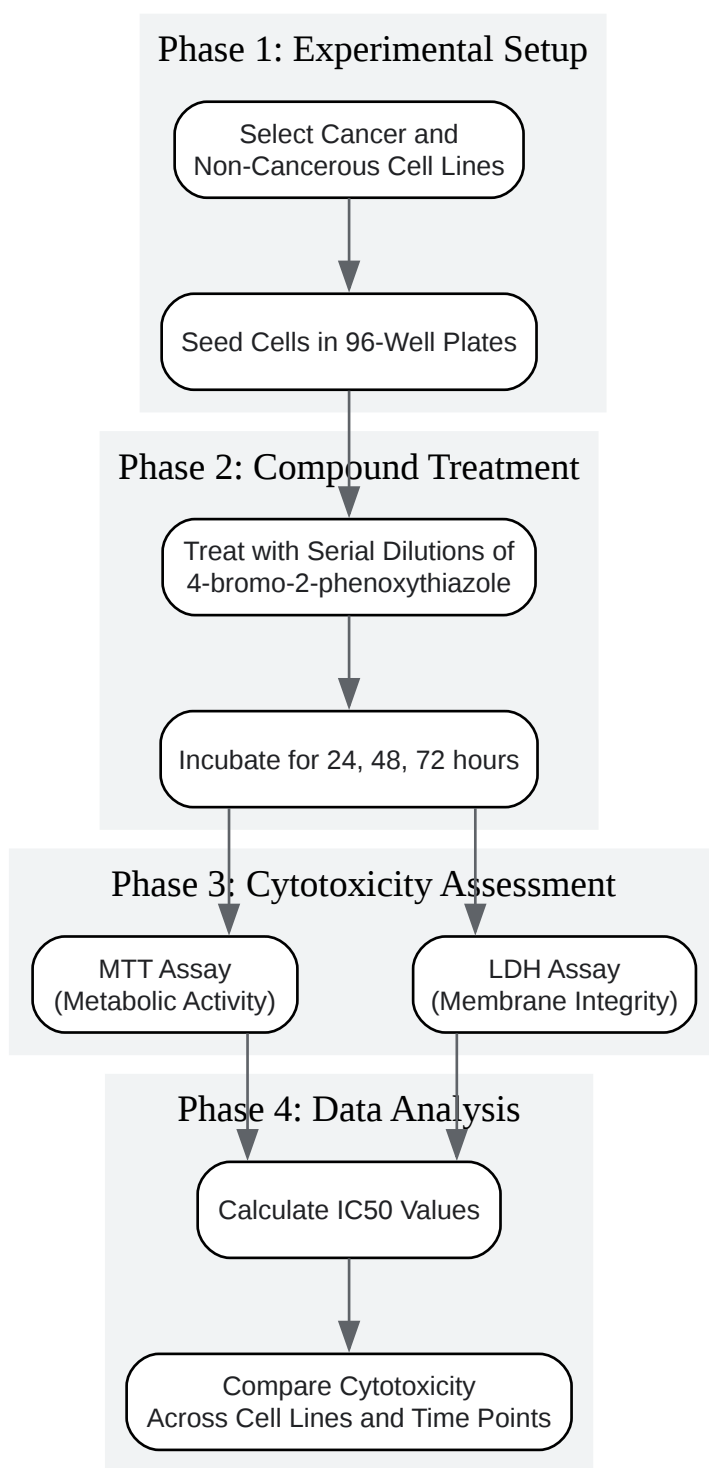 Phase 1: Experimental Setup
Select Cancer and
Non-Cancerous Cell Lines
Seed Cells in 96-Well Plates
Phase 2: Compound Treatment
Treat with Serial Dilutions of
4-bromo-2-phenoxythiazole
Incubate for 24, 48, 72 hours
Phase 3: Cytotoxicity Assessment
MTT Assay
(Metabolic Activity)
LDH Assay
(Membrane Integrity)
Phase 4: Data Analysis
Calculate IC50 Values
Compare Cytotoxicity
Across Cell Lines and Time Points